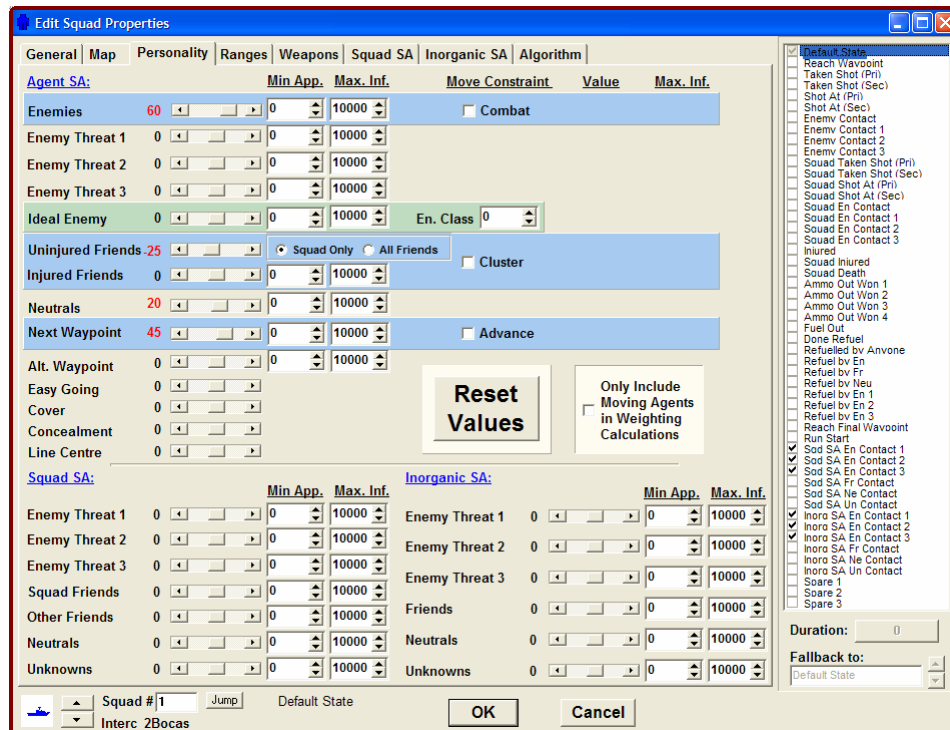 Edit Squad Properties
General Map Personality Ranges Weapons Squad SA Inorganic SA Algorithm
Agent SA: Min App. Max. Inf. Move Constraint Value Max. Inf.
Enemies 60 0 10000 Combat
Enemy Threat 1 0 0 10000
Enemy Threat 2 0 0 10000
Enemy Threat 3 0 0 10000
Ideal Enemy 0 0 10000 En. Class 0
Uninjured Friends -25 Squad Only All Friends
Cluster
Injured Friends 0 0 10000
Neutrals 20 0 10000
Next Waypoint 45 0 10000 Advance
Alt. Waypoint 0 0 10000
Easy Going 0
Cover 0
Concealment 0
Line Centre 0
Reset
Values
Only Include
Moving Agents
in Weighting
Calculations
Squad SA:
Min App. Max. Inf.
Enemy Threat 1 0 0 10000
Enemy Threat 2 0 0 10000
Enemy Threat 3 0 0 10000
Squad Friends 0 0 10000
Other Friends 0 0 10000
Neutrals 0 0 10000
Unknowns 0 0 10000
Inorganic SA:
Min App. Max. Inf.
Enemy Threat 1 0 0 10000
Enemy Threat 2 0 0 10000
Enemy Threat 3 0 0 10000
Friends 0 0 10000
Neutrals 0 0 10000
Unknowns 0 0 10000
Default State
Reach Waypoint
Taken Shot (Pri)
Taken Shot (Sec)
Shot At (Pri)
Shot At (Sec)
Enemy Contact
Enemy Contact 1
Enemy Contact 2
Enemy Contact 3
Squad Taken Shot (Pri)
Squad Taken Shot (Sec)
Squad Shot At (Pri)
Squad Shot At (Sec)
Squad En Contact
Squad En Contact 1
Squad En Contact 2
Squad En Contact 3
Injured
Squad Injured
Squad Death
Ammo Out Wpn 1
Ammo Out Wpn 2
Ammo Out Wpn 3
Ammo Out Wpn 4
Fuel Out
Done Refuel
Refuelled by Anyone
Refuel by En
Refuel by Fr
Refuel by Neu
Refuel by En 1
Refuel by En 2
Refuel by En 3
Reach Final Waypoint
Run Start
Sqd SA En Contact 1
Sqd SA En Contact 2
Sqd SA En Contact 3
Sqd SA Fr Contact
Sqd SA Ne Contact
Sqd SA Un Contact
Inorg SA En Contact 1
Inorg SA En Contact 2
Inorg SA En Contact 3
Inorg SA Fr Contact
Inorg SA Ne Contact
Inorg SA Un Contact
Spare 1
Spare 2
Spare 3
Duration: 0
Fallback to:
Default State
Squad # 1 Jump Default State
Interc 2Bocas
OK Cancel